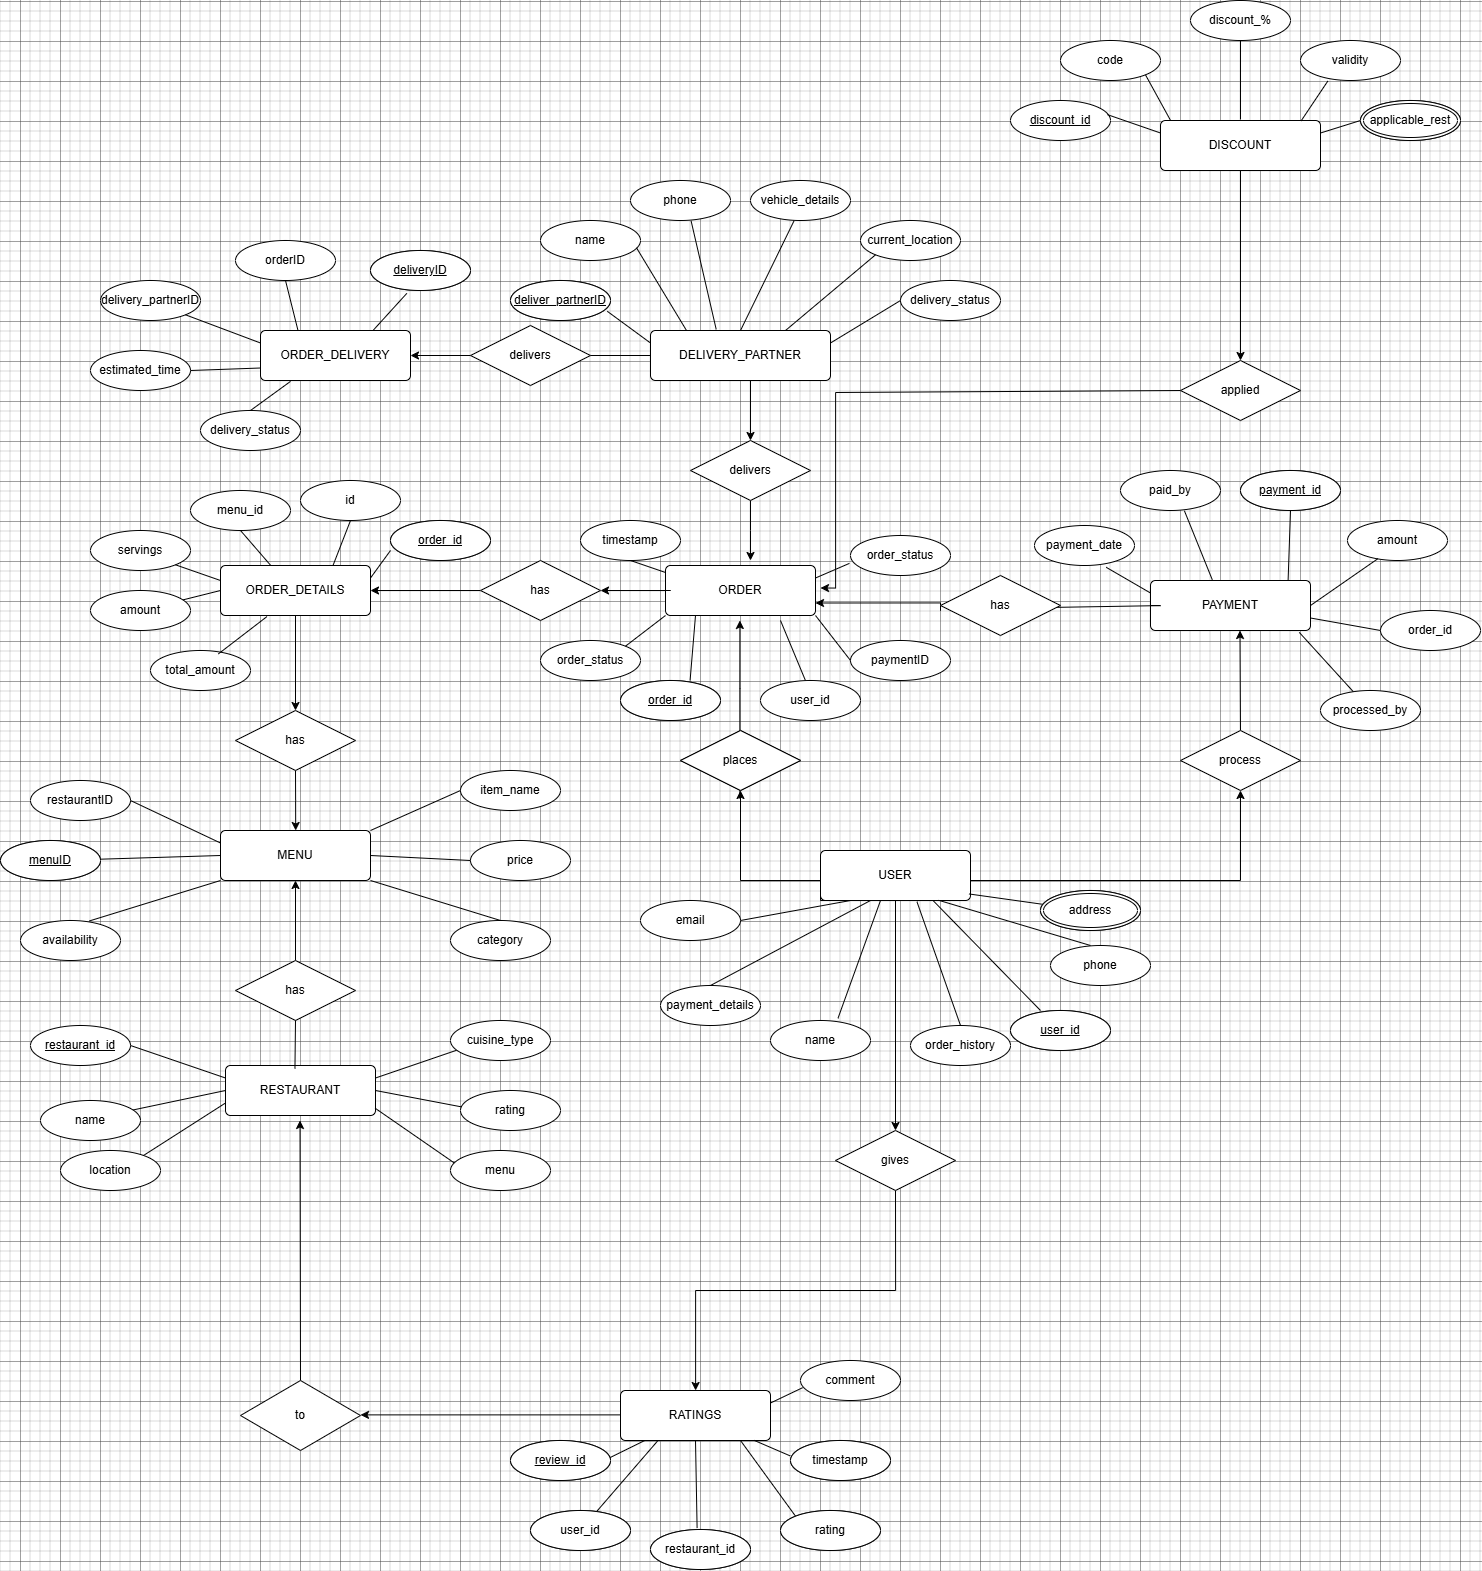 discount_%
code
validity
discount_id
applicable_rest
DISCOUNT
phone
vehicle_details
name
current_location
orderID
deliveryID
delivery_partnerID
deliver_partnerID
delivery_status
ORDER_DELIVERY
delivers
DELIVERY_PARTNER
estimated_time
applied
delivery_status
delivers
menu_id
id
paid_by
payment_id
servings
order_id
timestamp
order_status
payment_date
amount
ORDER_DETAILS
has
ORDER
has
PAYMENT
amount
order_id
total_amount
order_status
paymentID
order_id
user_id
processed_by
has
places
process
restaurantID
item_name
menuID
MENU
price
USER
availability
category
email
address
phone
has
payment_details
restaurant_id
cuisine_type
name
order_history
user_id
RESTAURANT
name
rating
location
menu
gives
comment
to
RATINGS
review_id
timestamp
user_id
restaurant_id
rating